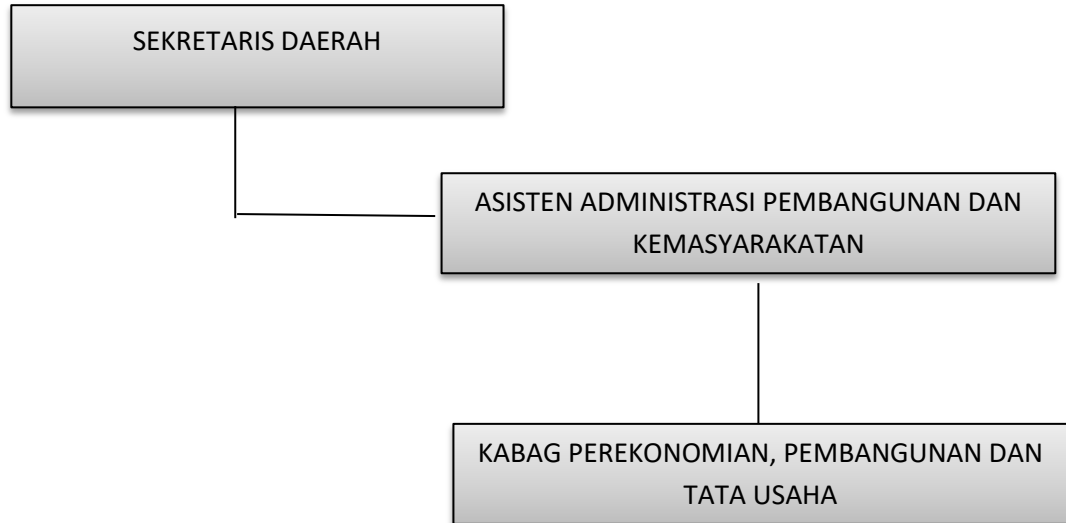 SEKRETARIS DAERAH
ASISTEN ADMINISTRASI PEMBANGUNAN DAN
KEMASYARAKATAN
KABAG PEREKONOMIAN, PEMBANGUNAN DAN
TATA USAHA